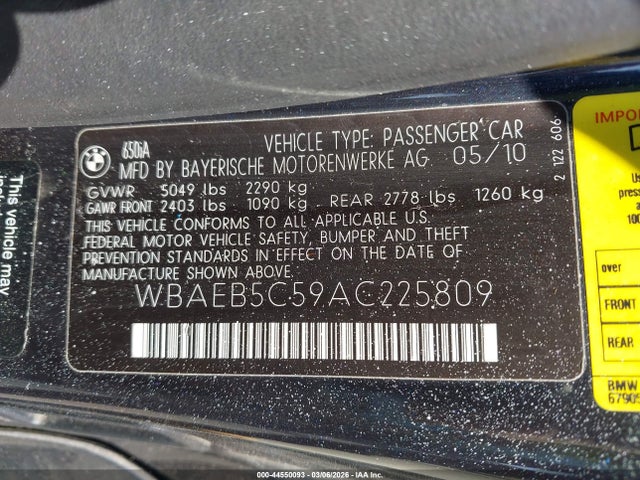 650iA
VEHICLE TYPE: PASSENGER CAR
MFD BY BAYERISCHE MOTORENWERKE AG 05/10
GVWR 5049 lbs 2290 kg
GAWR FRONT 2403 lbs 1090 kg REAR 2778 lbs 1260 kg
THIS VEHICLE CONFORMS TO ALL APPLICABLE U.S.
FEDERAL MOTOR VEHICLE SAFETY, BUMPER AND THEFT
PREVENTION STANDARDS IN EFFECT ON THE DATE OF
MANUFACTURE SHOWN ABOVE.
WBAEB5C59AC225809
2 122 606
This vehicle may
IMPO
over
FRONT
REAR
BMW
6790
00-44550093 — 03/06/2026 — IAA Inc.